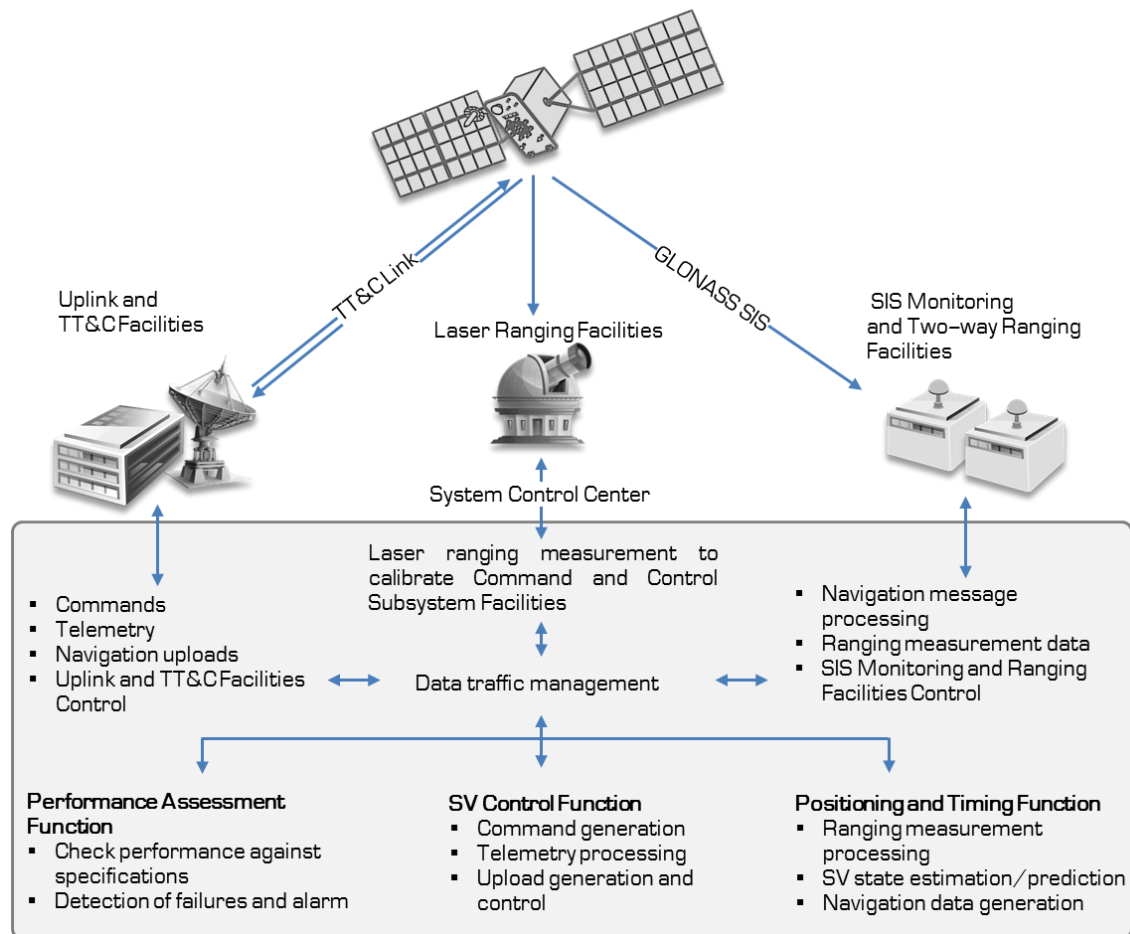 TT&C Link
GLONASS SIS
Uplink and
TT&C Facilities
Laser Ranging Facilities
SIS Monitoring
and Two-way Ranging
Facilities
System Control Center
Laser ranging measurement to
calibrate Command and Control
Subsystem Facilities
▪ Commands
▪ Telemetry
▪ Navigation uploads
▪ Uplink and TT&C Facilities
Control
Data traffic management
▪ Navigation message
processing
▪ Ranging measurement data
▪ SIS Monitoring and Ranging
Facilities Control
Performance Assessment
Function
▪ Check performance against
specifications
▪ Detection of failures and alarm
SV Control Function
▪ Command generation
▪ Telemetry processing
▪ Upload generation and
control
Positioning and Timing Function
▪ Ranging measurement
processing
▪ SV state estimation/prediction
▪ Navigation data generation